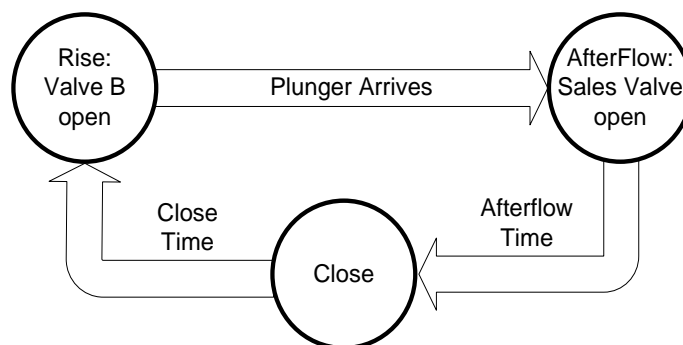 Rise:
Valve B
open
Plunger Arrives
AfterFlow:
Sales Valve
open
Close
Time
Afterflow
Time
Close